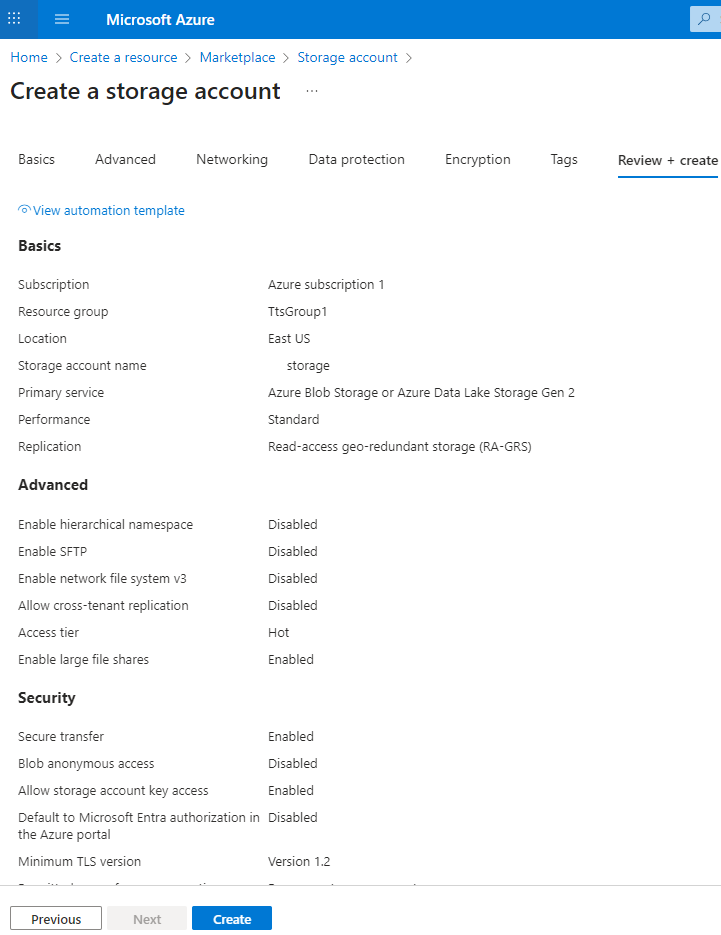 Microsoft Azure
Home > Create a resource > Marketplace > Storage account >
Create a storage account ...
Basics Advanced Networking Data protection Encryption Tags Review + create
View automation template
Basics
Subscription Azure subscription 1
Resource group TtsGroup1
Location East US
Storage account name storage
Primary service Azure Blob Storage or Azure Data Lake Storage Gen 2
Performance Standard
Replication Read-access geo-redundant storage (RA-GRS)
Advanced
Enable hierarchical namespace Disabled
Enable SFTP Disabled
Enable network file system v3 Disabled
Allow cross-tenant replication Disabled
Access tier Hot
Enable large file shares Enabled
Security
Secure transfer Enabled
Blob anonymous access Disabled
Allow storage account key access Enabled
Default to Microsoft Entra authorization in Disabled
the Azure portal
Minimum TLS version Version 1.2
Previous Next Create